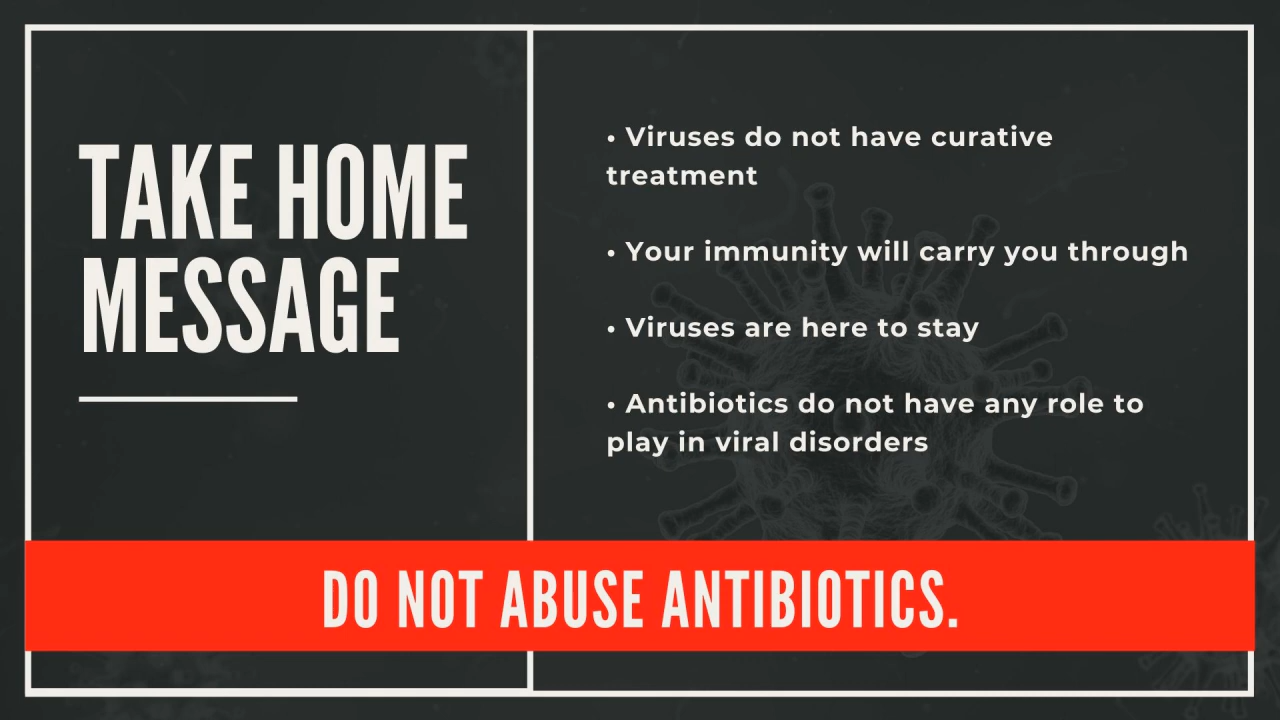 TAKE HOME
MESSAGE
• Viruses do not have curative
treatment
• Your immunity will carry you through
• Viruses are here to stay
• Antibiotics do not have any role to
play in viral disorders
DO NOT ABUSE ANTIBIOTICS.